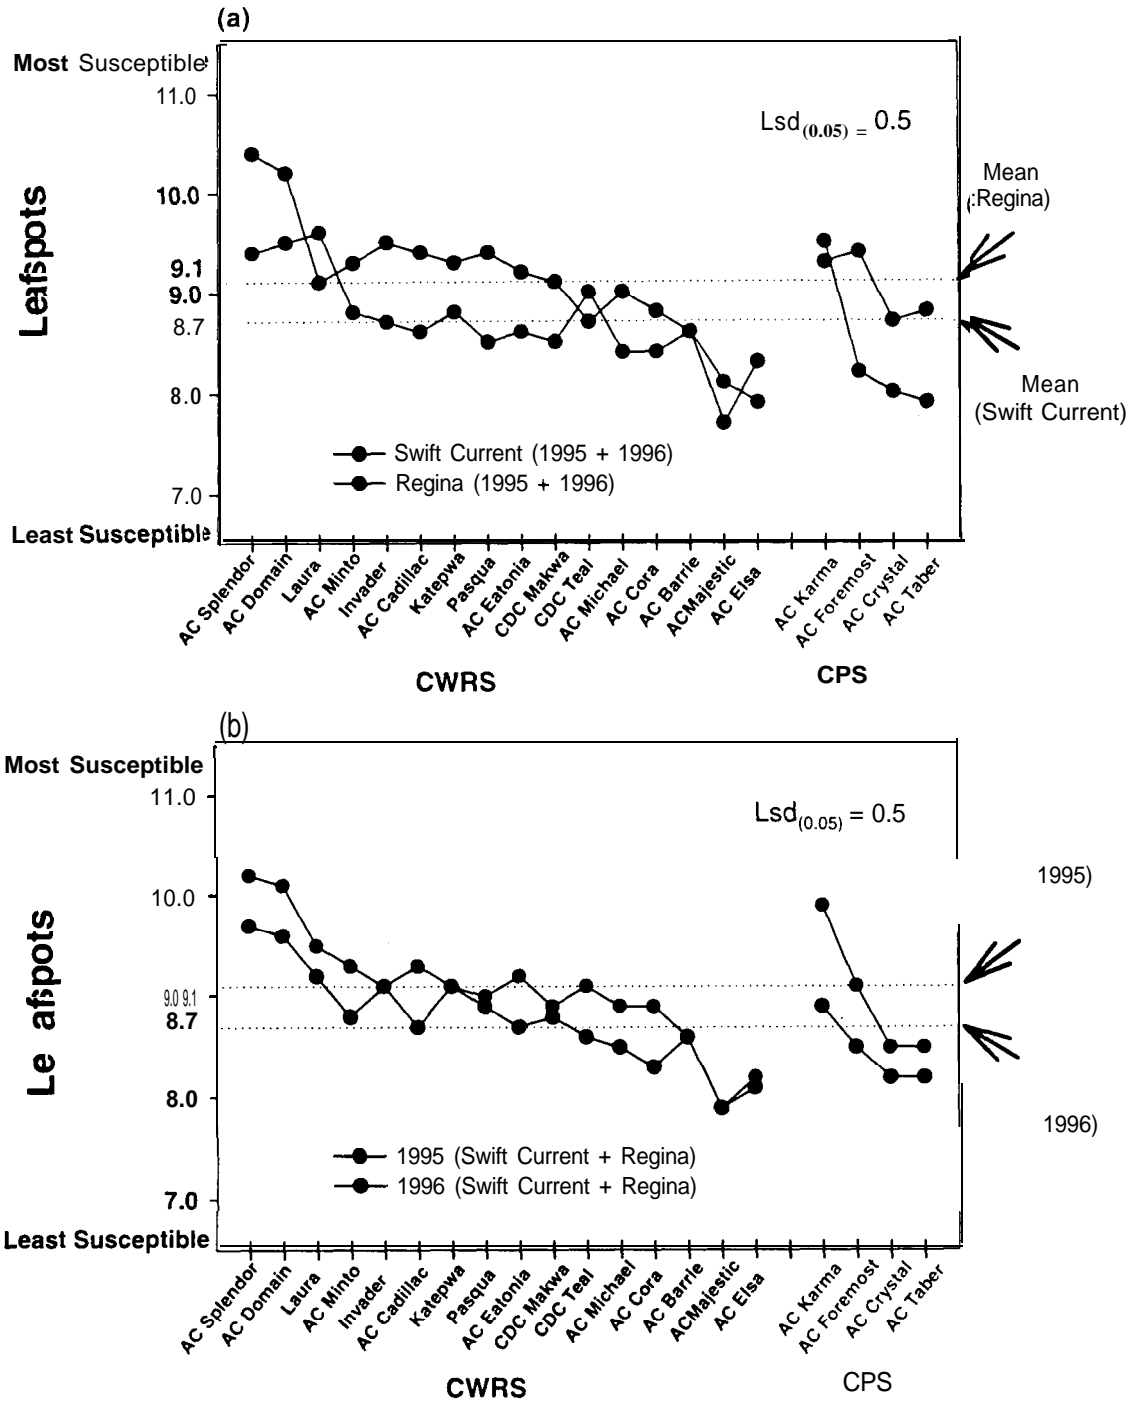 (a)
Most Susceptible
11.0
Lsd(0.05) = 0.5
Mean
(Regina)
10.0
Leafspots
9.1
9.0
8.7
8.0
Mean
(Swift Current)
Swift Current (1995 + 1996)
Regina (1995 + 1996)
7.0
Least Susceptible
AC Splendor
AC Domain
Laura
AC Minto
Invader
AC Cadillac
Katepwa
Pasqua
AC Eatonia
CDC Makwa
CDC Teal
AC Michael
AC Cora
AC Barrie
ACMajestic
AC Elsa
AC Karma
AC Foremost
AC Crystal
AC Taber
CWRS
CPS
(b)
Most Susceptible
11.0
Lsd(0.05) = 0.5
1995)
10.0
Le afspots
9.0 9.1
8.7
8.0
1996)
1995 (Swift Current + Regina)
1996 (Swift Current + Regina)
7.0
Least Susceptible
AC Splendor
AC Domain
Laura
AC Minto
Invader
AC Cadillac
Katepwa
Pasqua
AC Eatonia
CDC Makwa
CDC Teal
AC Michael
AC Cora
AC Barrie
ACMajestic
AC Elsa
AC Karma
AC Foremost
AC Crystal
AC Taber
CWRS
CPS